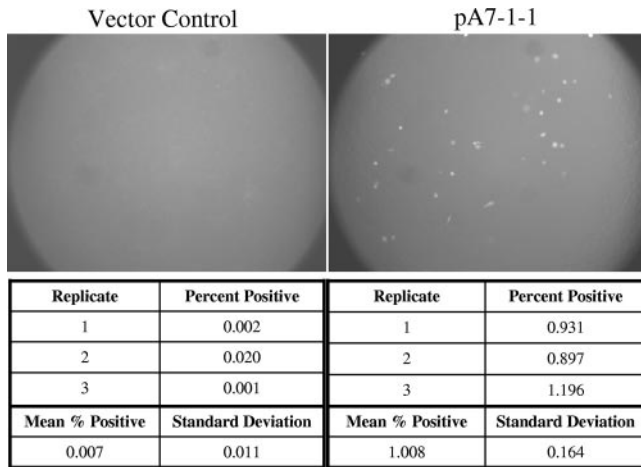 Vector Control
pA7-1-1
Replicate Percent Positive
1 0.002
2 0.020
3 0.001
Mean % Positive Standard Deviation
0.007 0.011
Replicate Percent Positive
1 0.931
2 0.897
3 1.196
Mean % Positive Standard Deviation
1.008 0.164